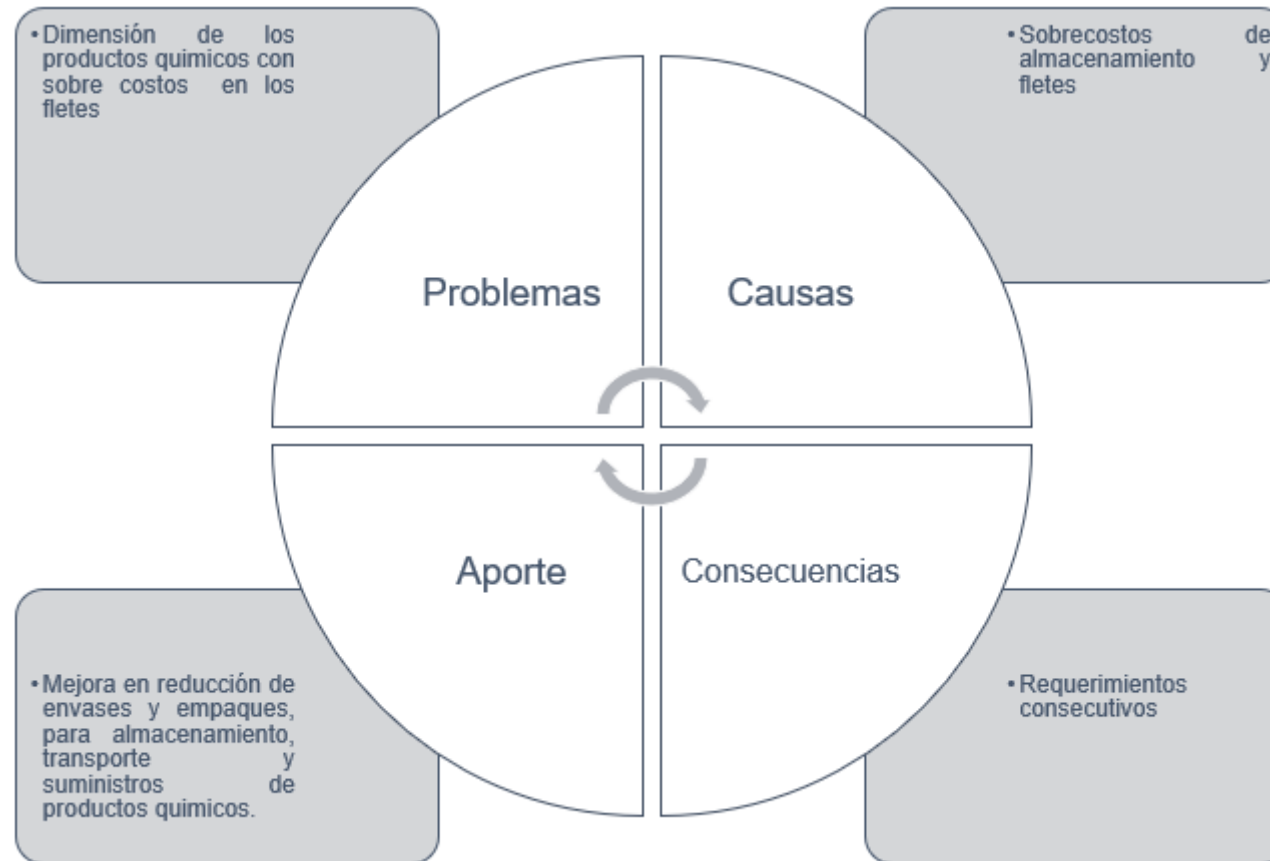 • Dimensión de los
productos quimicos con
sobre costos en los
fletes
• Sobrecostos de
almacenamiento y
fletes
Problemas
Causas
Aporte
Consecuencias
• Mejora en reducción de
envases y empaques,
para almacenamiento,
transporte y
suministros de
productos quimicos.
• Requerimientos
consecutivos